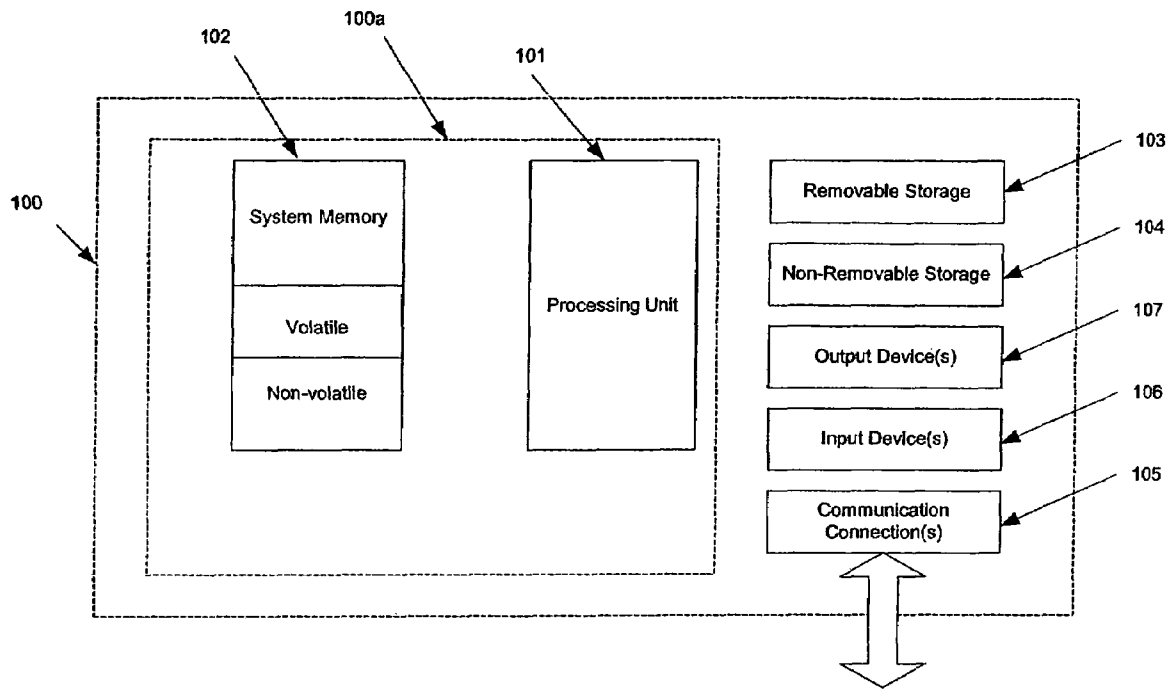 100a
102
101
103
System Memory
Removable Storage
100
104
Non-Removable Storage
Processing Unit
107
Volatile
Output Device(s)
106
Non-volatile
Input Device(s)
105
Communication
Connection(s)